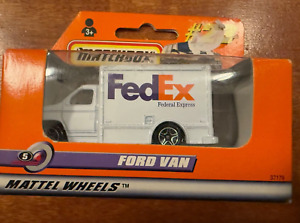 3+
MATCHBOX
FedEx
Federal Express
5
FORD VAN
MATTEL WHEELS™